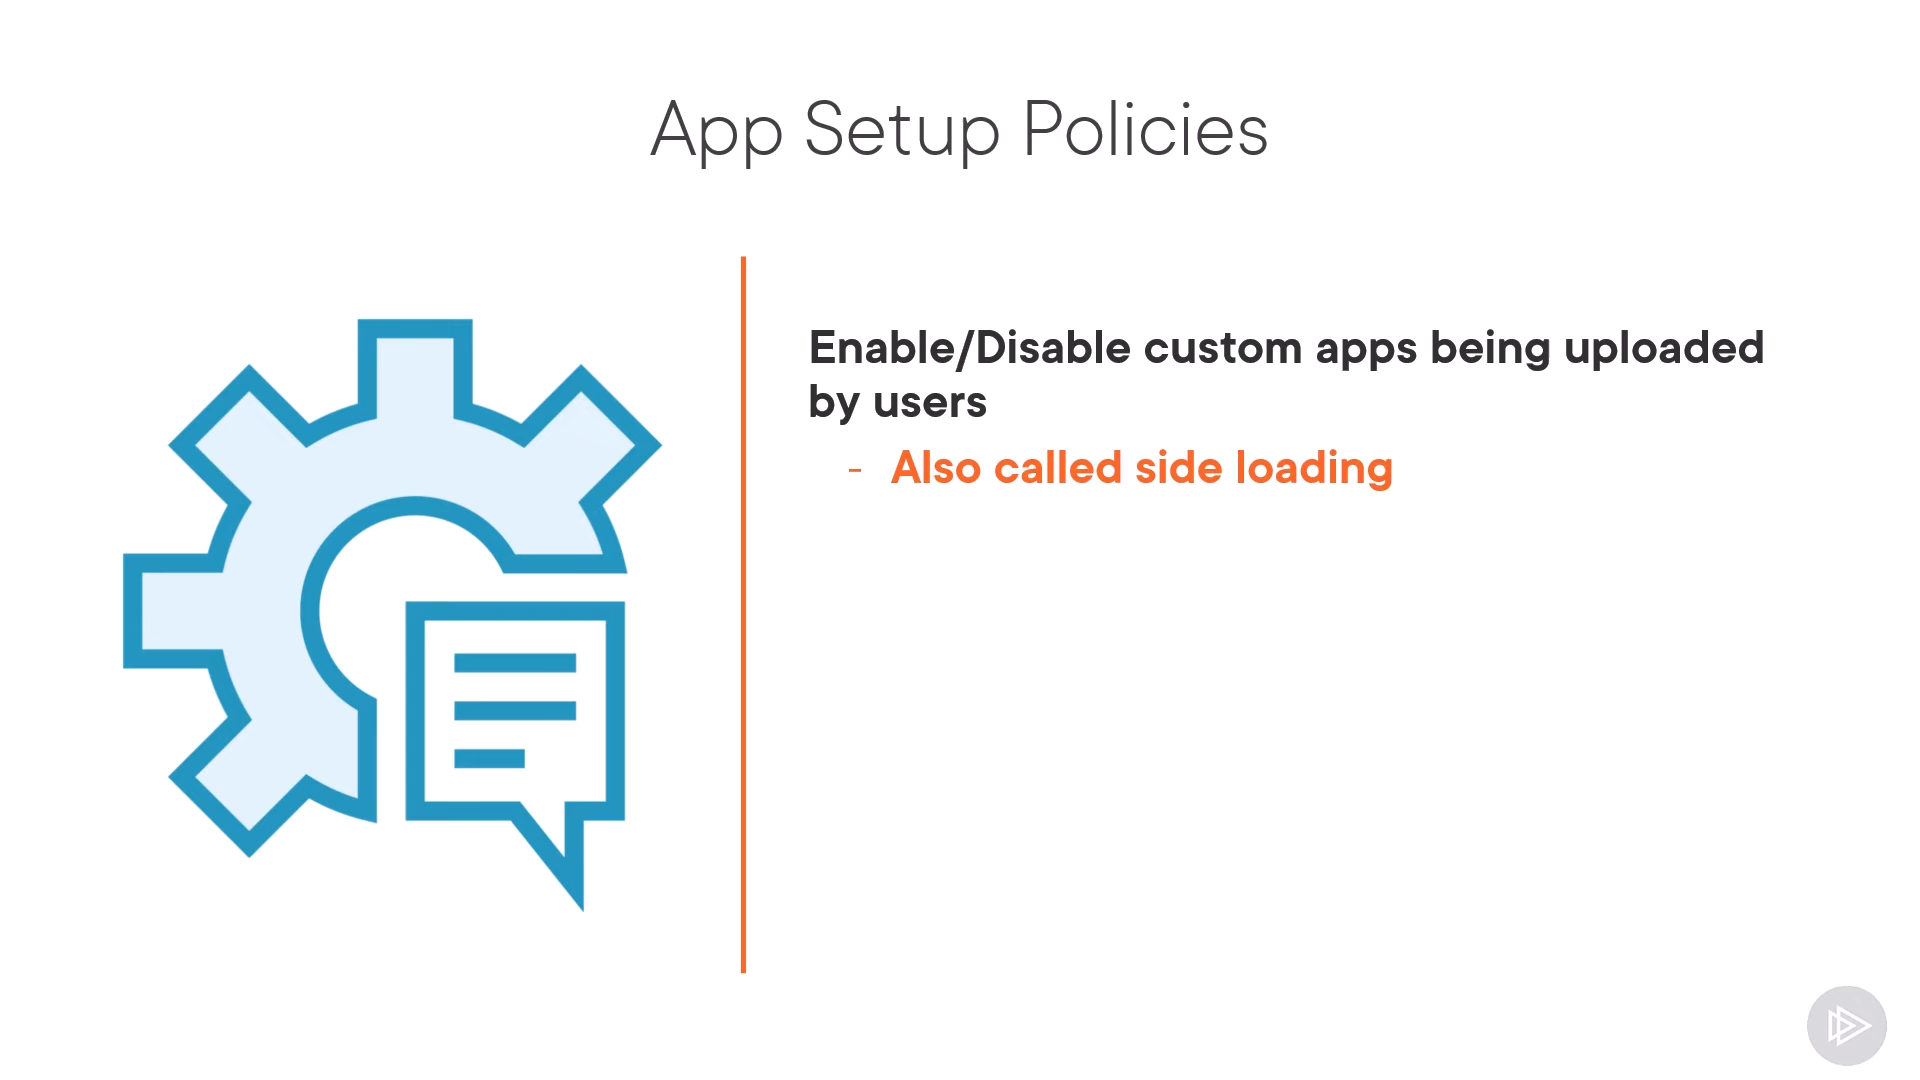 App Setup Policies
Enable/Disable custom apps being uploaded
by users
- Also called side loading